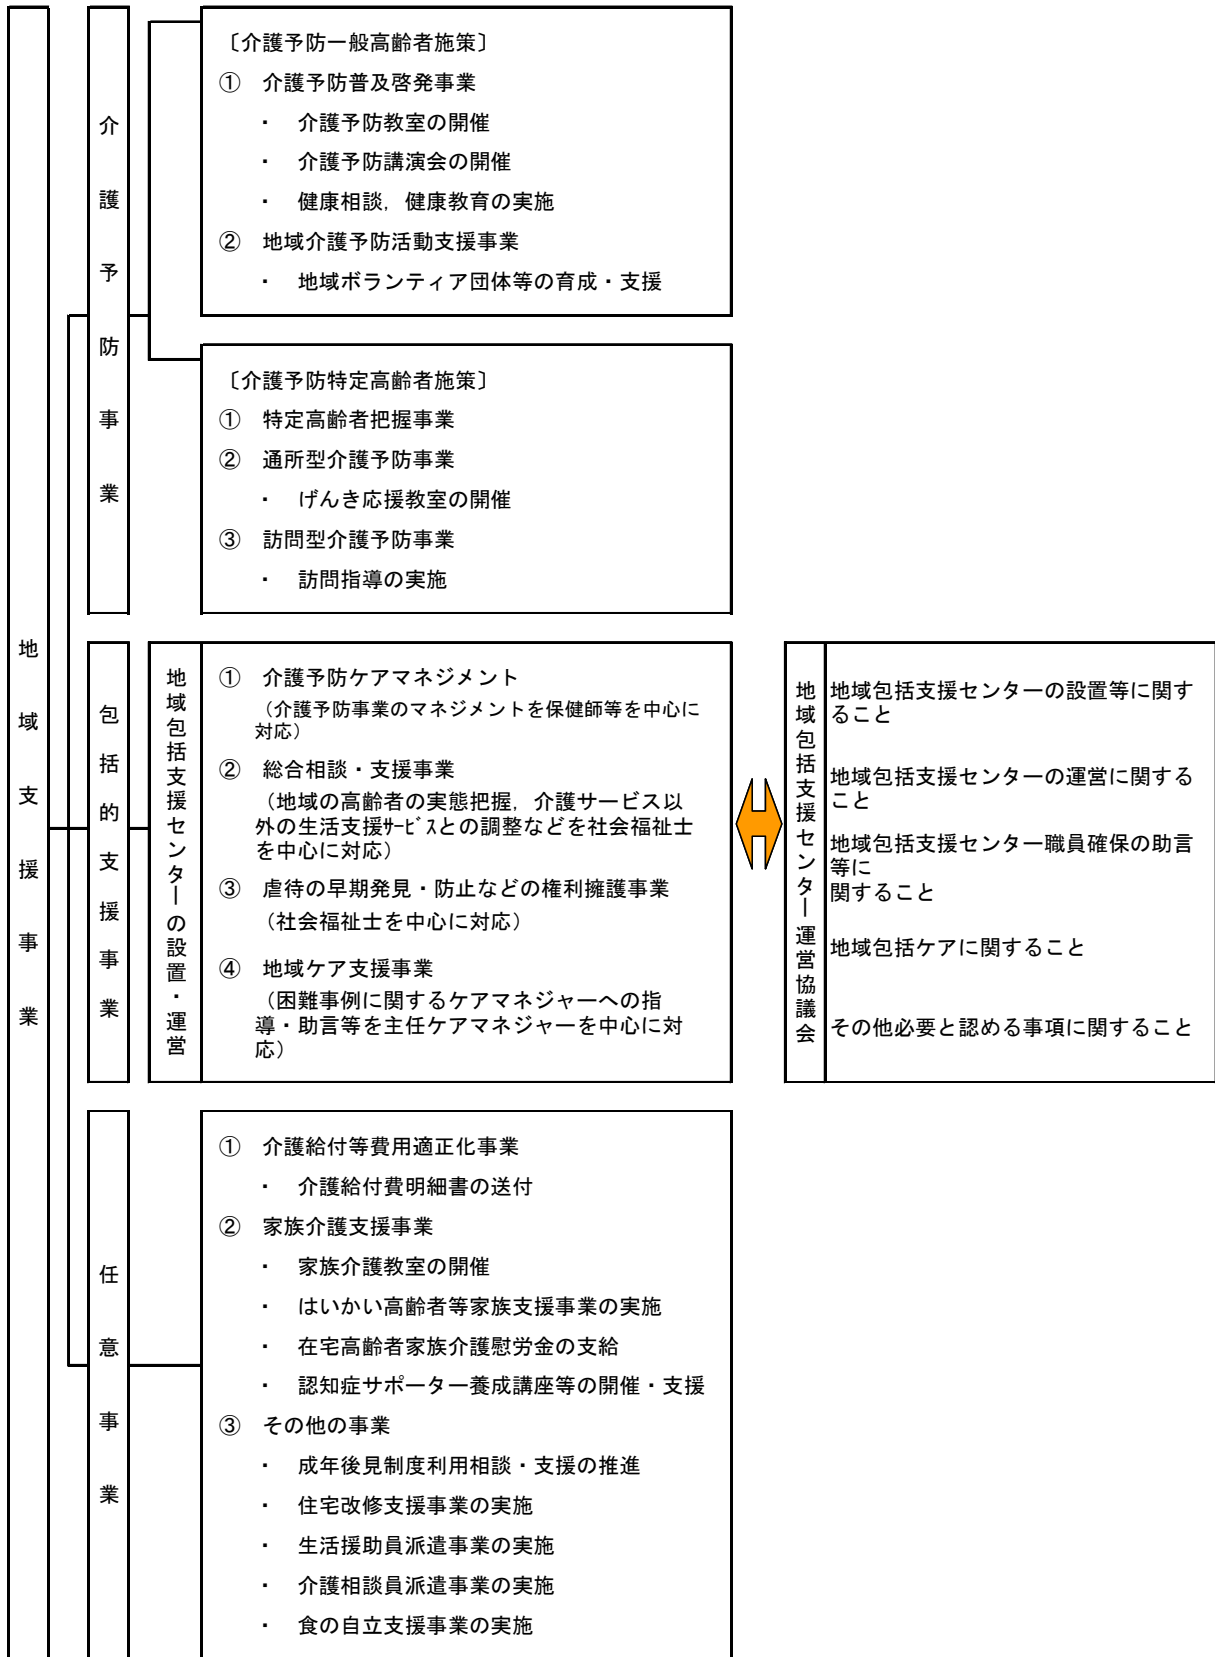 地域支援事業
介護予防事業
〔介護予防一般高齢者施策〕
① 介護予防普及啓発事業
・ 介護予防教室の開催
・ 介護予防講演会の開催
・ 健康相談，健康教育の実施
② 地域介護予防活動支援事業
・ 地域ボランティア団体等の育成・支援
〔介護予防特定高齢者施策〕
① 特定高齢者把握事業
② 通所型介護予防事業
・ げんき応援教室の開催
③ 訪問型介護予防事業
・ 訪問指導の実施
包括的支援事業
地域包括支援センターの設置・運営
① 介護予防ケアマネジメント
（介護予防事業のマネジメントを保健師等を中心に
対応）
② 総合相談・支援事業
（地域の高齢者の実態把握，介護サービス以
外の生活支援ｻｰﾋﾞｽとの調整などを社会福祉士
を中心に対応）
③ 虐待の早期発見・防止などの権利擁護事業
（社会福祉士を中心に対応）
④ 地域ケア支援事業
（困難事例に関するケアマネジャーへの指
導・助言等を主任ケアマネジャーを中心に対
応）
地域包括支援センター運営協議会
地域包括支援センターの設置等に関す
ること
地域包括支援センターの運営に関する
こと
地域包括支援センター職員確保の助言
等に
関すること
地域包括ケアに関すること
その他必要と認める事項に関すること
任意事業
① 介護給付等費用適正化事業
・ 介護給付費明細書の送付
② 家族介護支援事業
・ 家族介護教室の開催
・ はいかい高齢者等家族支援事業の実施
・ 在宅高齢者家族介護慰労金の支給
・ 認知症サポーター養成講座等の開催・支援
③ その他の事業
・ 成年後見制度利用相談・支援の推進
・ 住宅改修支援事業の実施
・ 生活援助員派遣事業の実施
・ 介護相談員派遣事業の実施
・ 食の自立支援事業の実施